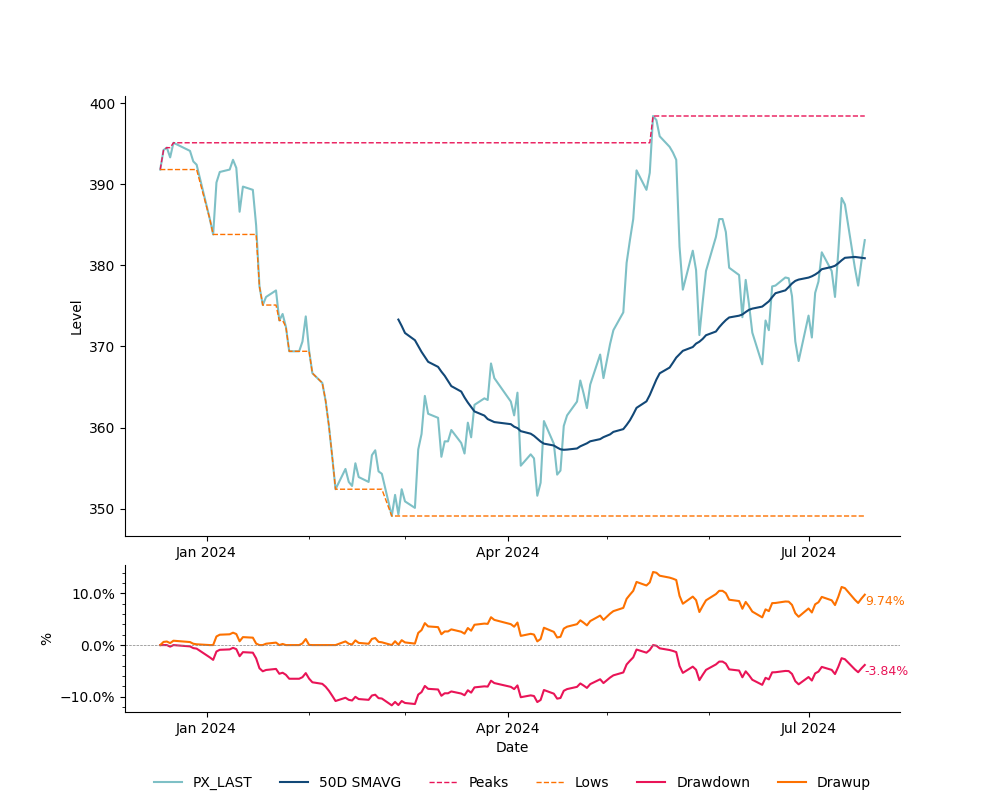 400
390
380
370
360
350
Level
Jan 2024
Apr 2024
Jul 2024
10.0%
0.0%
−10.0%
%
9.74%
-3.84%
Jan 2024
Apr 2024
Jul 2024
Date
PX_LAST
50D SMAVG
Peaks
Lows
Drawdown
Drawup